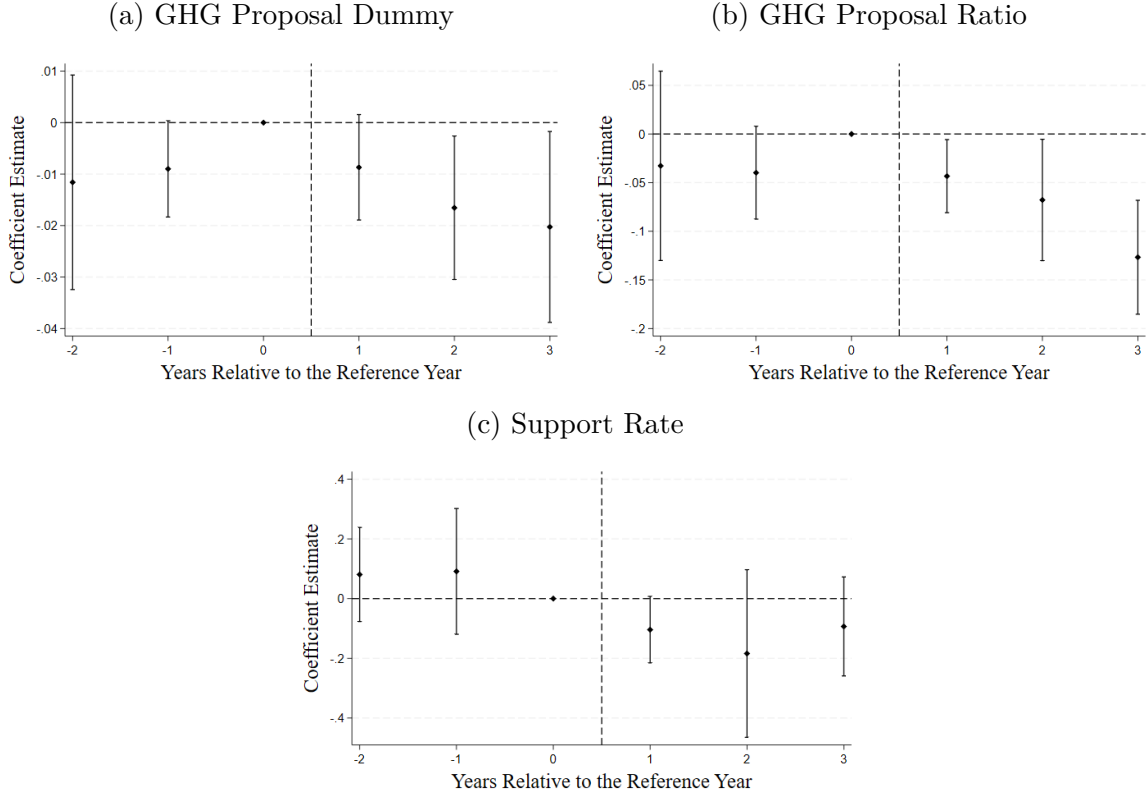 (a) GHG Proposal Dummy
.01
0
-.01
-.02
-.03
-.04
Coefficient Estimate
-2 -1 0 1 2 3
Years Relative to the Reference Year
(b) GHG Proposal Ratio
.05
0
-.05
-.1
-.15
-.2
Coefficient Estimate
-2 -1 0 1 2 3
Years Relative to the Reference Year
(c) Support Rate
.4
.2
0
-.2
-.4
Coefficient Estimate
-2 -1 0 1 2 3
Years Relative to the Reference Year